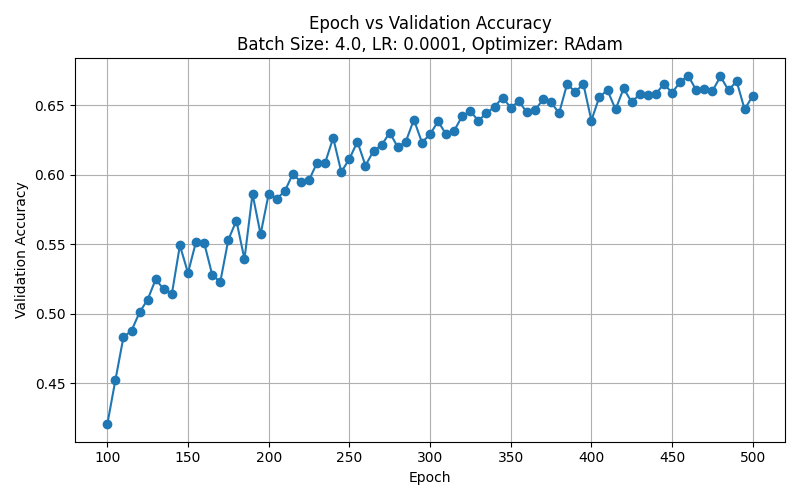 Epoch vs Validation Accuracy
Batch Size: 4.0, LR: 0.0001, Optimizer: RAdam
Validation Accuracy
0.65
0.60
0.55
0.50
0.45
100 150 200 250 300 350 400 450 500
Epoch